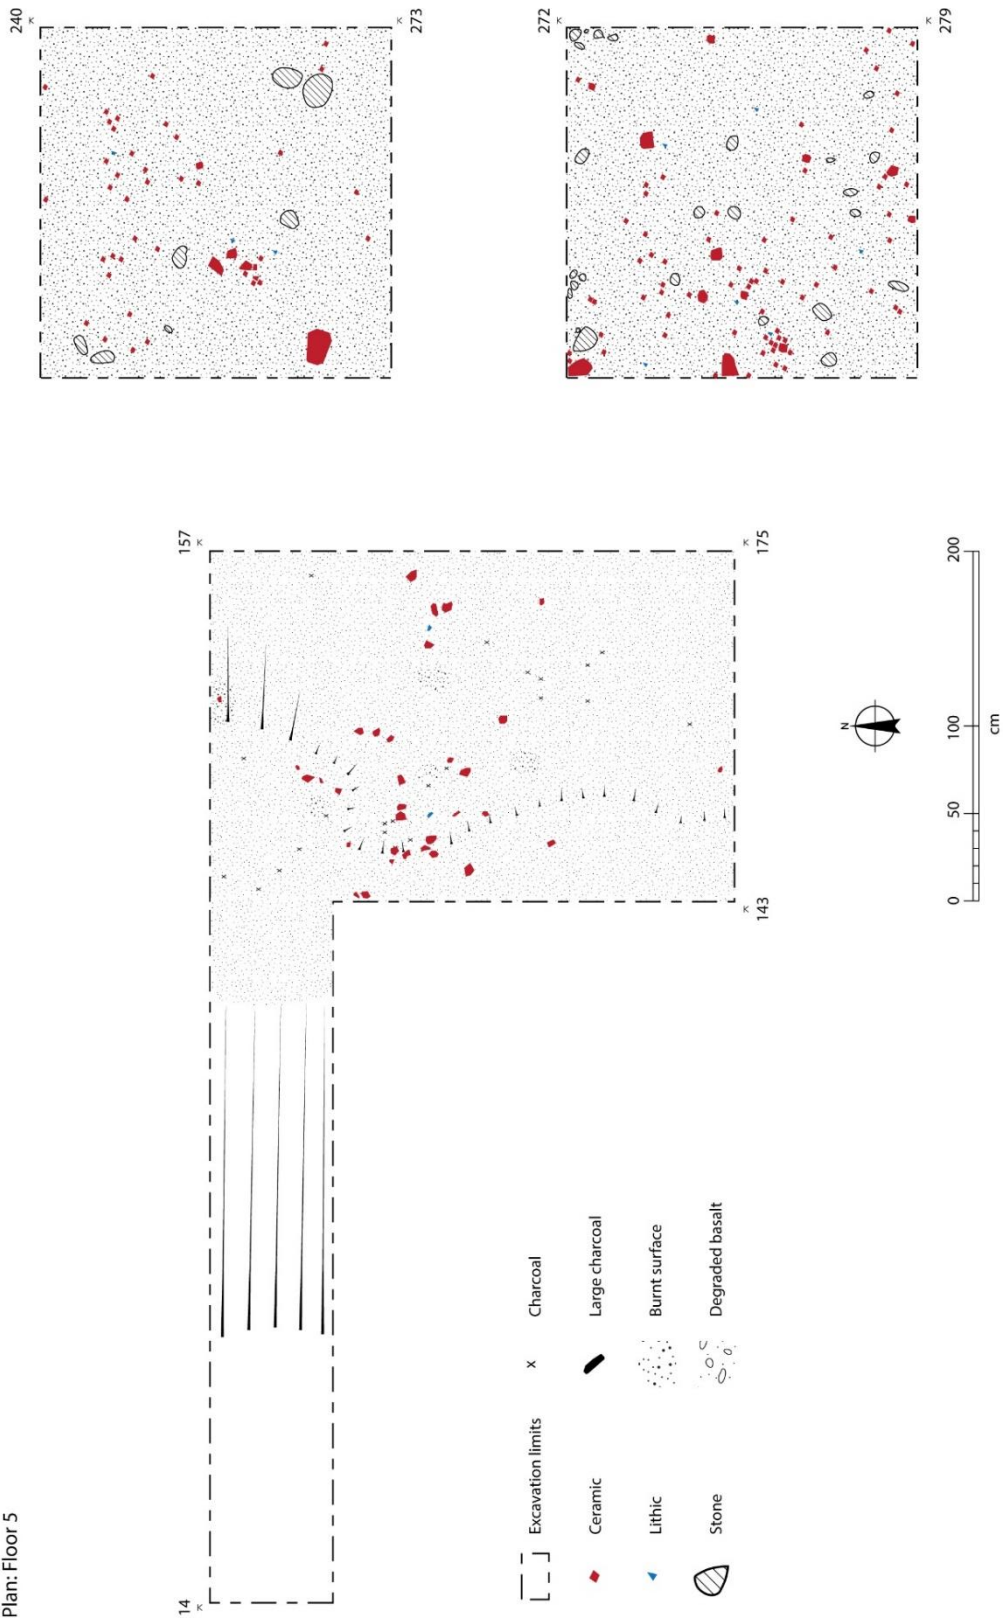 Plan: Floor 5
14
157
240
273
272
279
175
143
Excavation limits
Ceramic
Lithic
Stone
x Charcoal
Large charcoal
Burnt surface
Degraded basalt
N
0 50 100 200
cm